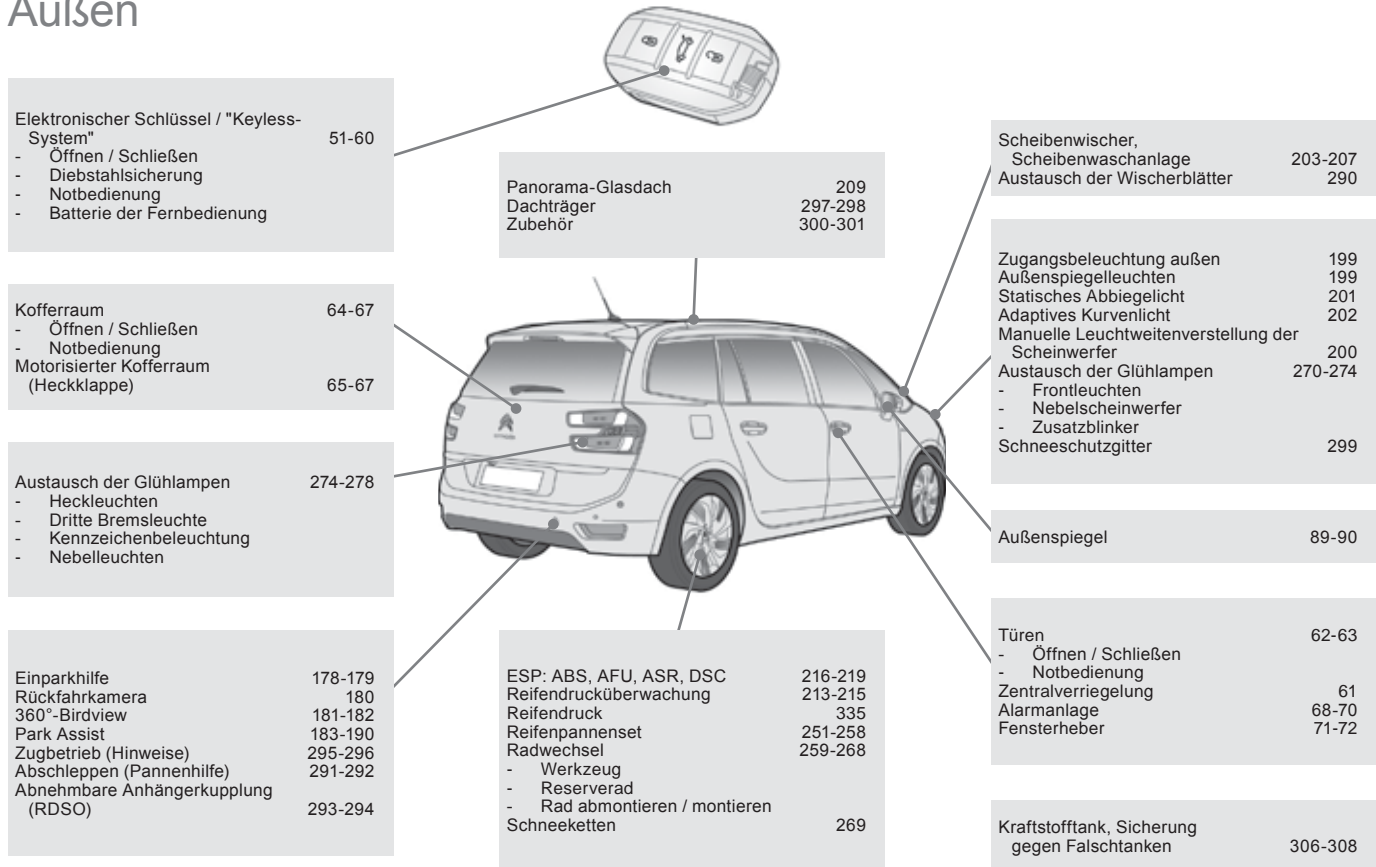 Außen
Elektronischer Schlüssel / "Keyless-
System" 51-60
- Öffnen / Schließen
- Diebstahlsicherung
- Notbedienung
- Batterie der Fernbedienung
Kofferraum 64-67
- Öffnen / Schließen
- Notbedienung
Motorisierter Kofferraum
(Heckklappe) 65-67
Austausch der Glühlampen 274-278
- Heckleuchten
- Dritte Bremsleuchte
- Kennzeichenbeleuchtung
- Nebelleuchten
Einparkhilfe 178-179
Rückfahrkamera 180
360°-Birdview 181-182
Park Assist 183-190
Zugbetrieb (Hinweise) 295-296
Abschleppen (Pannenhilfe) 291-292
Abnehmbare Anhängerkupplung
(RDSO) 293-294
Panorama-Glasdach 209
Dachträger 297-298
Zubehör 300-301
ESP: ABS, AFU, ASR, DSC 216-219
Reifendrucküberwachung 213-215
Reifendruck 335
Reifenpannenset 251-258
Radwechsel 259-268
- Werkzeug
- Reserverad
- Rad abmontieren / montieren
Schneeketten 269
Scheibenwischer,
Scheibenwaschanlage 203-207
Austausch der Wischerblätter 290
Zugangsbeleuchtung außen 199
Außenspiegelleuchten 199
Statisches Abbiegelicht 201
Adaptives Kurvenlicht 202
Manuelle Leuchtweitenverstellung der
Scheinwerfer 200
Austausch der Glühlampen 270-274
- Frontleuchten
- Nebelscheinwerfer
- Zusatzblinker
Schneeschutzgitter 299
Außenspiegel 89-90
Türen 62-63
- Öffnen / Schließen
- Notbedienung
Zentralverriegelung 61
Alarmanlage 68-70
Fensterheber 71-72
Kraftstofftank, Sicherung
gegen Falschtanken 306-308